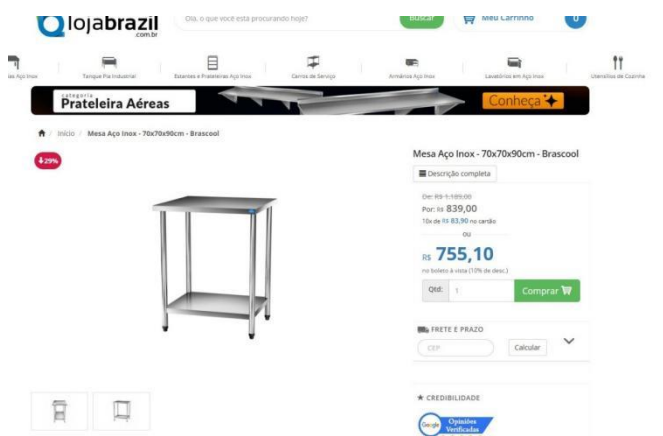 lojabrazil
.com.br
Olá, o que você está procurando hoje?
Buscar
Meu Carrinho
0
Aço Inox
Tanque Pia Industrial
Estantes e Prateleiras Aço Inox
Carros de Serviço
Armários Aço Inox
Lavatórios em Aço Inox
Utensílios de Cozinha
categoria
Prateleira Aéreas
Conheça
/ Início / Mesa Aço Inox - 70x70x90cm - Brascool
29%
Mesa Aço Inox - 70x70x90cm - Brascool
Descrição completa
De: R$ 1.189,00
Por: R$ 839,00
10x de R$ 83,90 no cartão
ou
R$ 755,10
no boleto à vista (10% de desc.)
Qtd: 1
Comprar
FRETE E PRAZO
CEP
Calcular
CREDIBILIDADE
Google
Opiniões
Verificadas